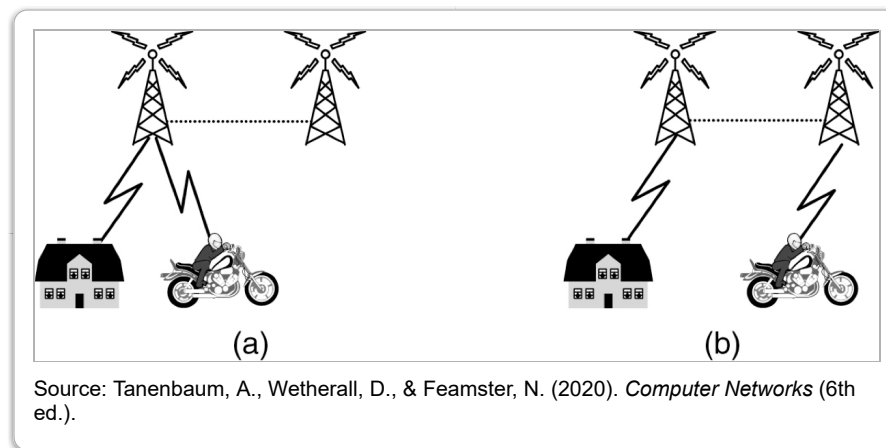 (a) (b)
Source: Tanenbaum, A., Wetherall, D., & Feamster, N. (2020). Computer Networks (6th
ed.).